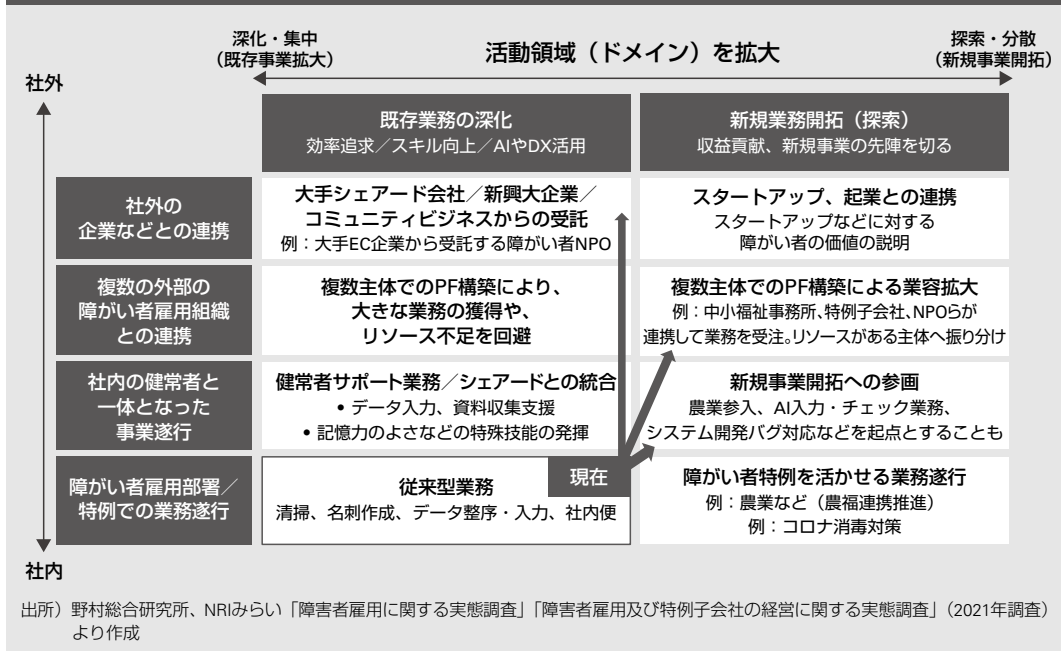 深化・集中
（既存事業拡大）
活動領域（ドメイン）を拡大
探索・分散
（新規事業開拓）
社外
既存業務の深化
効率追求／スキル向上／AIやDX活用
新規業務開拓（探索）
収益貢献、新規事業の先陣を切る
社外の
企業などとの連携
大手シェアード会社／新興大企業／
コミュニティビジネスからの受託
例：大手EC企業から受託する障がい者NPO
スタートアップ、起業との連携
スタートアップなどに対する
障がい者の価値の説明
複数の外部の
障がい者雇用組織
との連携
複数主体でのPF構築により、
大きな業務の獲得や、
リソース不足を回避
複数主体でのPF構築による業容拡大
例：中小福祉事務所、特例子会社、NPOらが
連携して業務を受注。リソースがある主体へ振り分け
社内の健常者と
一体となった
事業遂行
健常者サポート業務／シェアードとの統合
• データ入力、資料収集支援
• 記憶力のよさなどの特殊技能の発揮
新規事業開拓への参画
農業参入、AI入力・チェック業務、
システム開発バグ対応などを起点とすることも
障がい者雇用部署／
特例での業務遂行
現在
従来型業務
清掃、名刺作成、データ整序・入力、社内便
障がい者特例を活かせる業務遂行
例：農業など（農福連携推進）
例：コロナ消毒対策
社内
出所）野村総合研究所、NRIみらい「障害者雇用に関する実態調査」「障害者雇用及び特例子会社の経営に関する実態調査」（2021年調査）
より作成